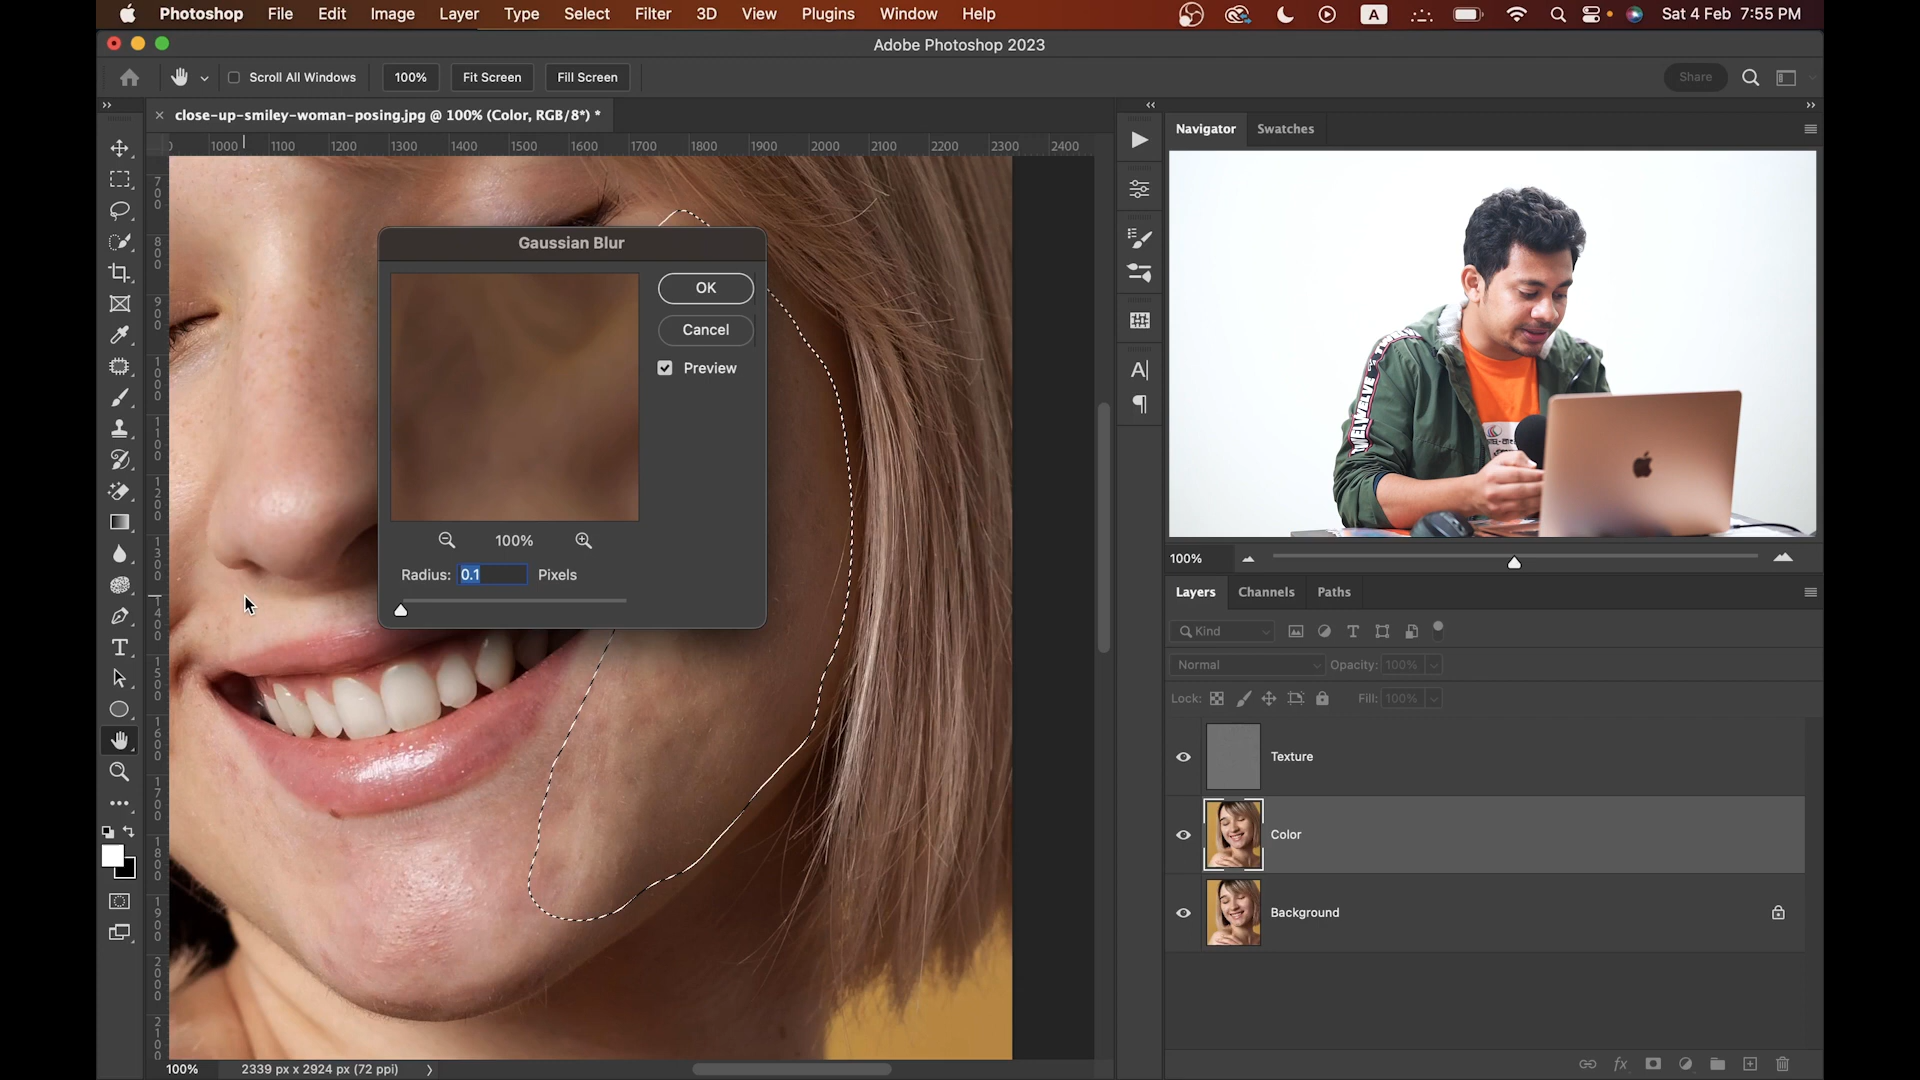 Photoshop File Edit Image Layer Type Select Filter 3D View Plugins Window Help A Sat 4 Feb 7:55 PM
Adobe Photoshop 2023
Scroll All Windows 100% Fit Screen Fill Screen Share
close-up-smiley-woman-posing.jpg @ 100% (Color, RGB/8*) *
1000 1100 1200 1300 1400 1500 1600 1700 1800 1900 2000 2100 2200 2300 2400
700
800
900
1000
1100
1200
1300
1400
1500
1600
1700
1800
1900
2000
2100
Gaussian Blur
OK
Cancel
Preview
100%
Radius: 0.1 Pixels
Navigator Swatches
TWELVE
100%
Layers Channels Paths
Kind
Normal Opacity: 100%
Lock: Fill: 100%
Texture
Color
Background
fx
100% 2339 px x 2924 px (72 ppi)